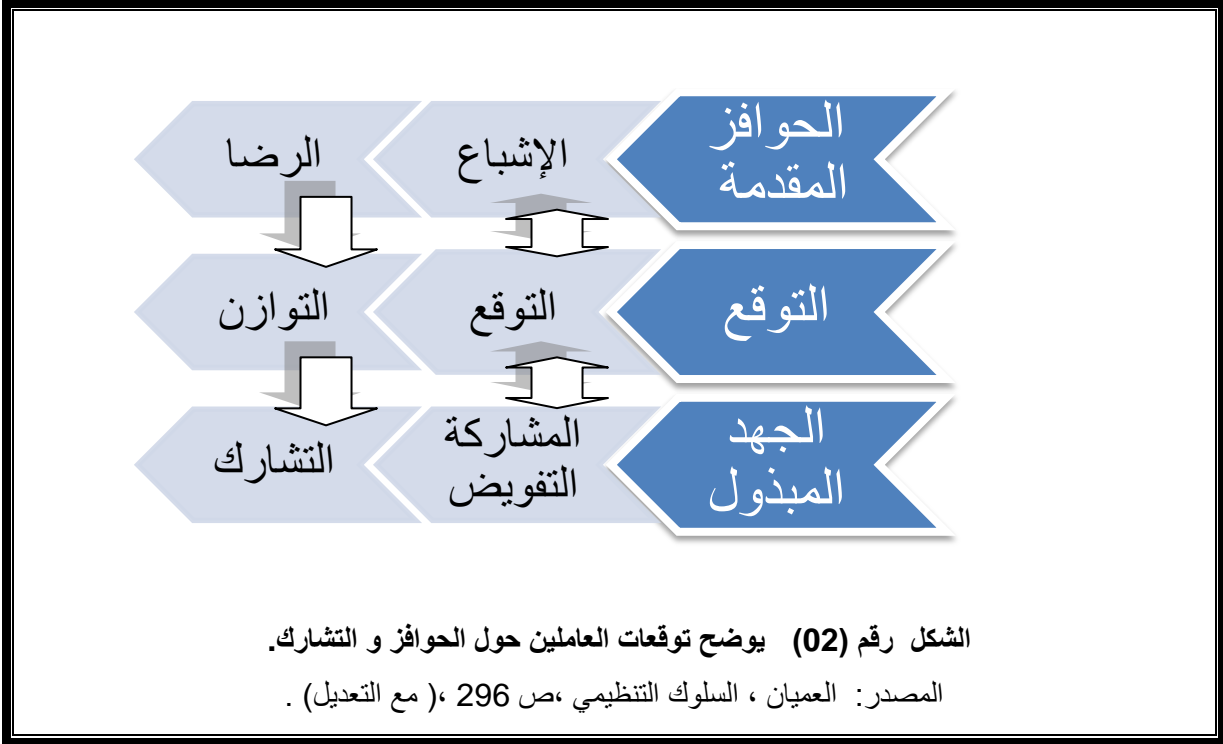 الحوافز
المقدمة
الإشباع
الرضا
التوقع
التوقع
التوازن
الجهد
المبذول
المشاركة
التفويض
التشارك
الشكل رقم (02) يوضح توقعات العاملين حول الحوافز و التشارك.
المصدر: العميان ، السلوك التنظيمي ،ص 296 ،( مع التعديل) .